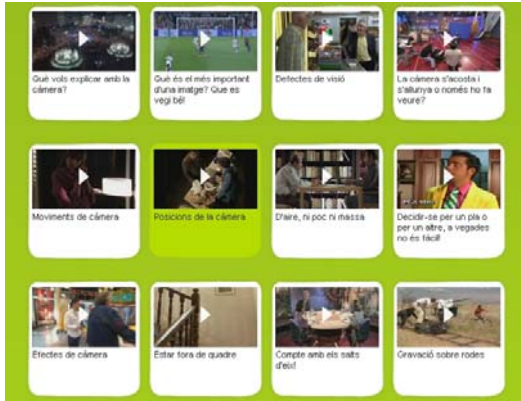 Què vols explicar amb la
càmera?
Què és el més important
d'una imatge? Que es
vegi bé!
Defectes de visió
La càmera s'acosta i
s'allunya o només ho fa
veure?
Moviments de càmera
Posicions de la càmera
D'aire, ni poc ni massa
Decidir-se per un pla o
per un altre, a vegades
no és fàcil!
Efectes de càmera
Estar fora de quadre
Compte amb els salts
d'eix!
Gravació sobre rodes